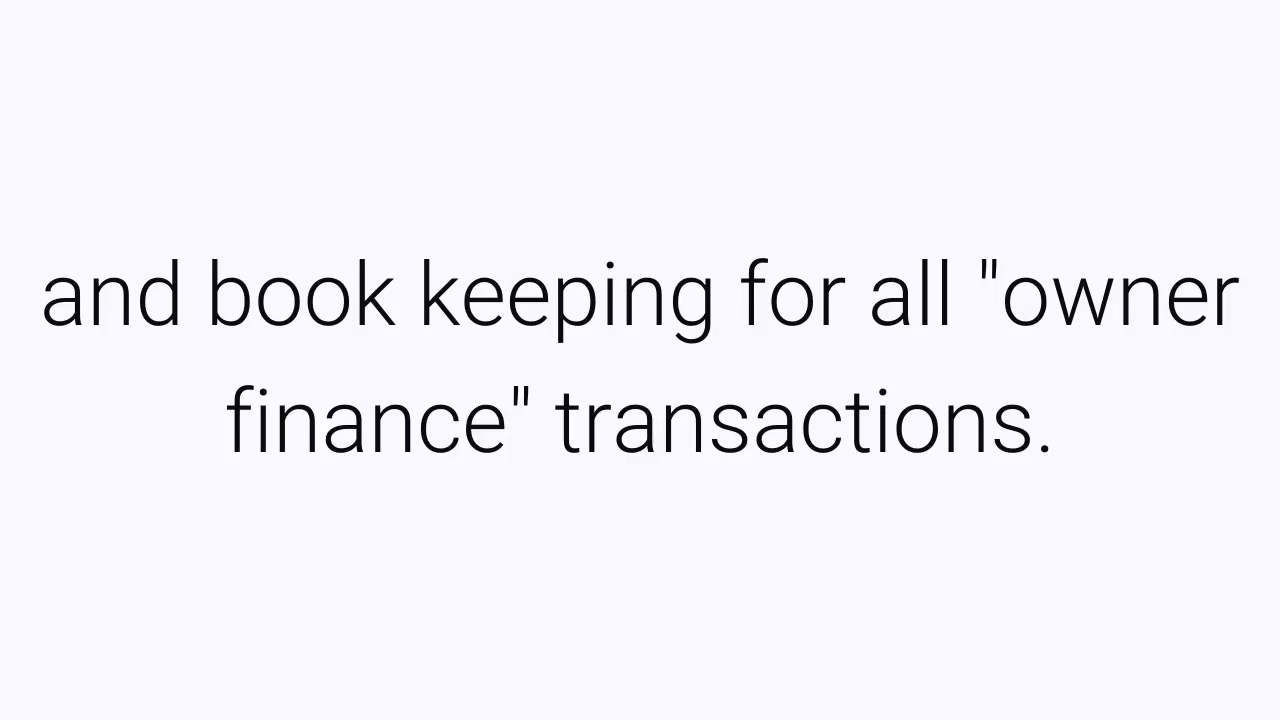 and book keeping for all "owner
finance" transactions.